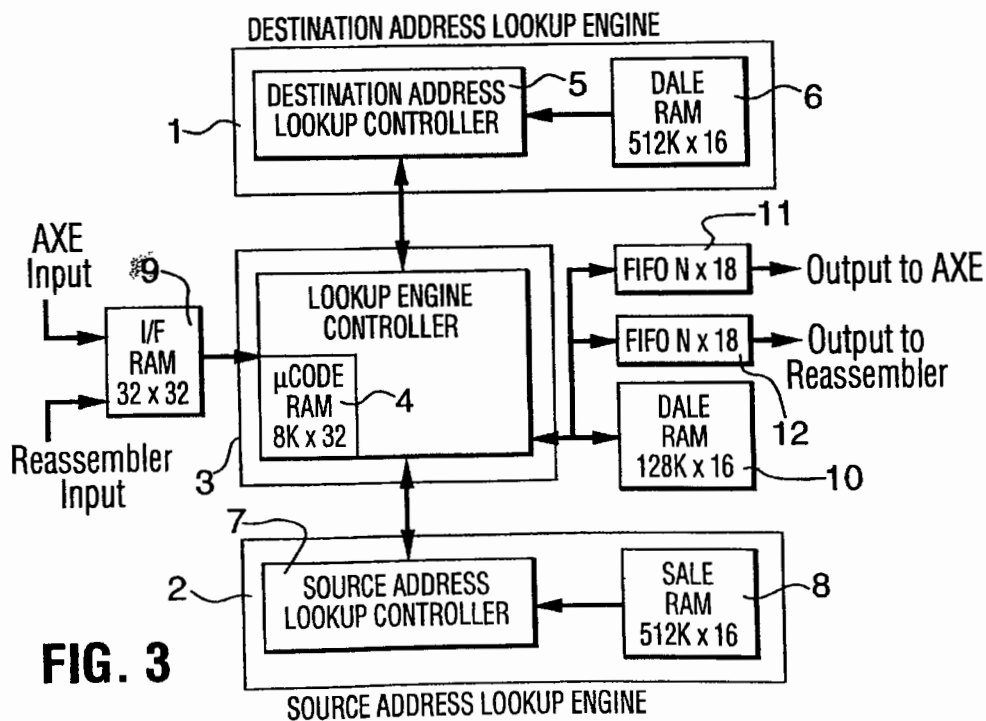 DESTINATION ADDRESS LOOKUP ENGINE
DESTINATION ADDRESS
LOOKUP CONTROLLER
5
DALE
RAM
512K x 16
6
1
AXE
Input
9
I/F
RAM
32 x 32
Reassembler
Input
LOOKUP ENGINE
CONTROLLER
µCODE
RAM
8K x 32
4
3
11
FIFO N x 18
Output to AXE
FIFO N x 18
Output to
Reassembler
12
DALE
RAM
128K x 16
10
7
2
SOURCE ADDRESS
LOOKUP CONTROLLER
SALE
RAM
512K x 16
8
FIG. 3
SOURCE ADDRESS LOOKUP ENGINE